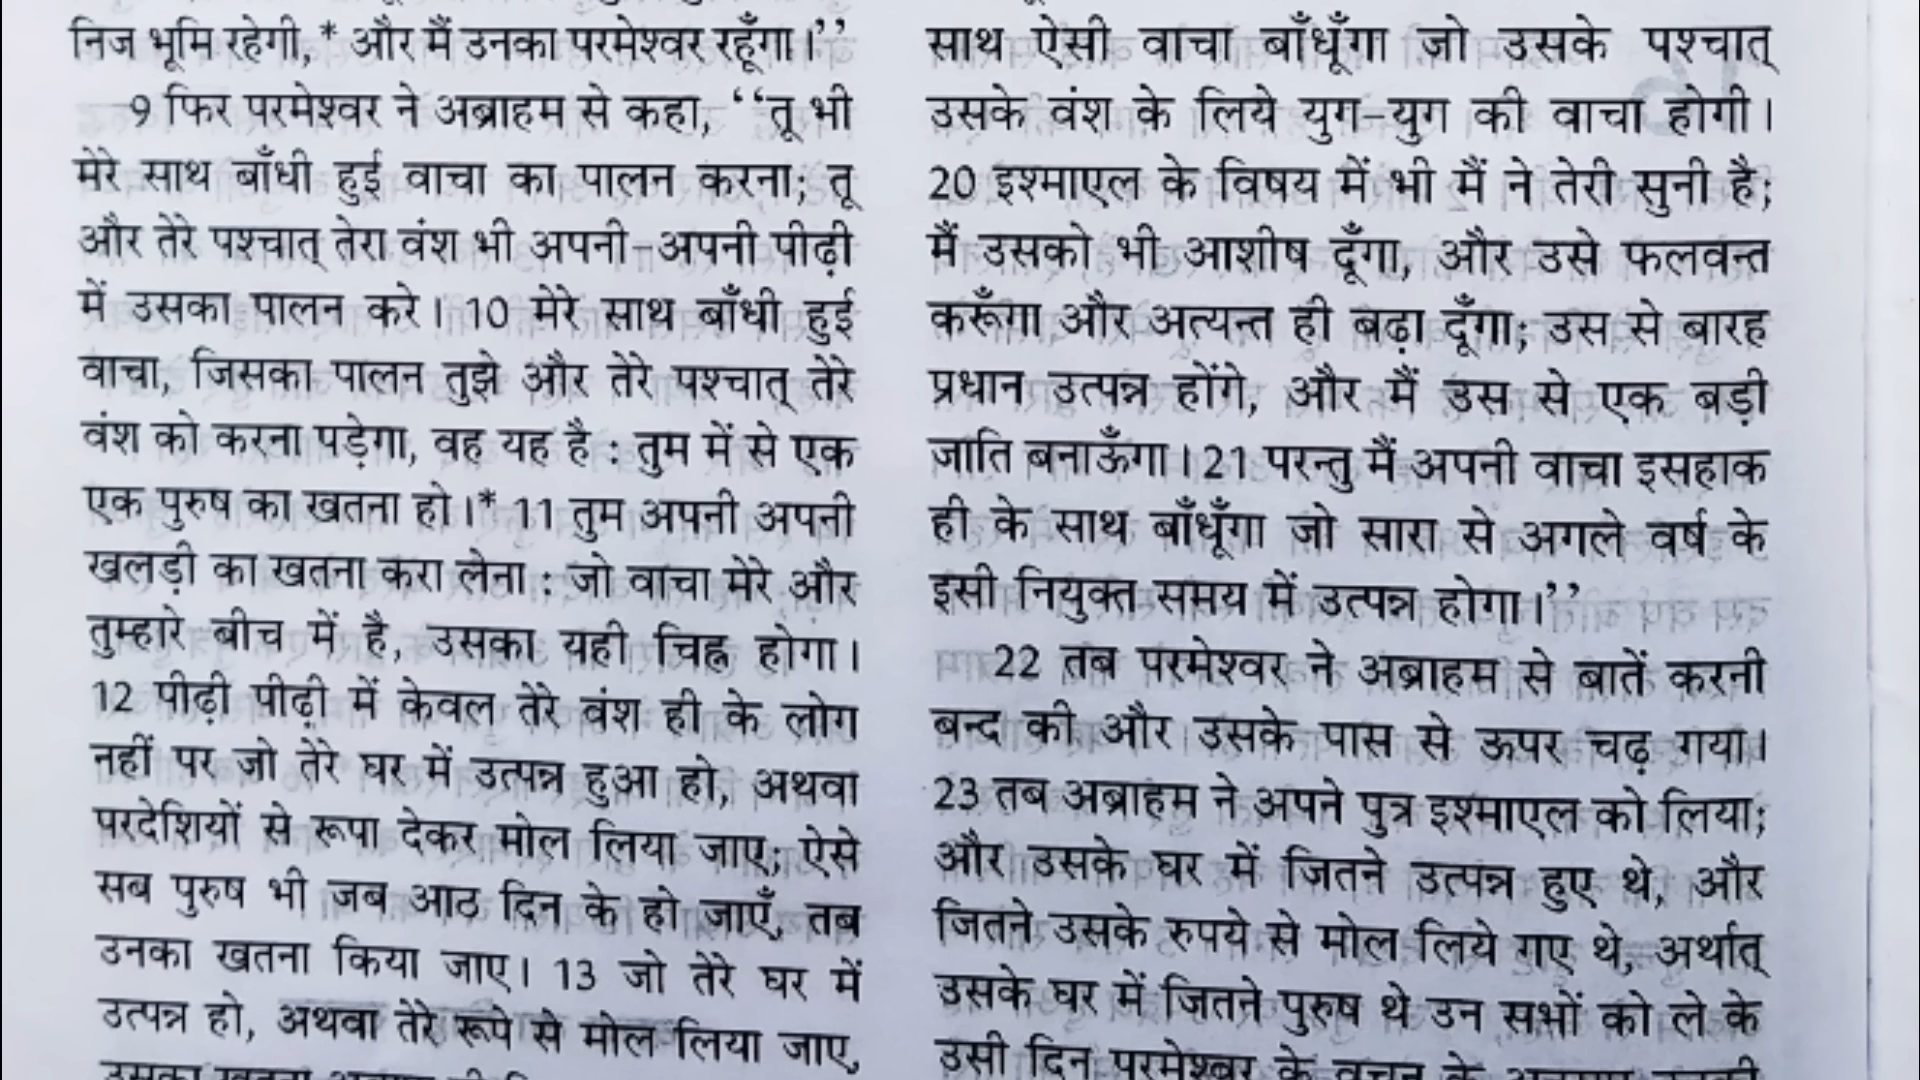 निज भूमि रहेगी,* और मैं उनका परमेश्वर रहूँगा।’’
9 फिर परमेश्वर ने अब्राहम से कहा, ‘‘तू भी
मेरे साथ बाँधी हुई वाचा का पालन करना; तू
और तेरे पश्चात् तेरा वंश भी अपनी-अपनी पीढ़ी
में उसका पालन करे। 10 मेरे साथ बाँधी हुई
वाचा, जिसका पालन तुझे और तेरे पश्चात् तेरे
वंश को करना पड़ेगा, वह यह है : तुम में से एक
एक पुरुष का खतना हो।* 11 तुम अपनी अपनी
खलड़ी का खतना करा लेना : जो वाचा मेरे और
तुम्हारे बीच में है, उसका यही चिह्न होगा।
12 पीढ़ी पीढ़ी में केवल तेरे वंश ही के लोग
नहीं पर जो तेरे घर में उत्पन्न हुआ हो, अथवा
परदेशियों से रूपा देकर मोल लिया जाए; ऐसे
सब पुरुष भी जब आठ दिन के हो जाएँ, तब
उनका खतना किया जाए। 13 जो तेरे घर में
उत्पन्न हो, अथवा तेरे रूपे से मोल लिया जाए,
उसका खतना
साथ ऐसी वाचा बाँधूँगा जो उसके पश्चात्
उसके वंश के लिये युग-युग की वाचा होगी।
20 इश्माएल के विषय में भी मैं ने तेरी सुनी है;
मैं उसको भी आशीष दूँगा, और उसे फलवन्त
करूँगा और अत्यन्त ही बढ़ा दूँगा; उस से बारह
प्रधान उत्पन्न होंगे, और मैं उस से एक बड़ी
जाति बनाऊँगा। 21 परन्तु मैं अपनी वाचा इसहाक
ही के साथ बाँधूँगा जो सारा से अगले वर्ष के
इसी नियुक्त समय में उत्पन्न होगा।’’
22 तब परमेश्वर ने अब्राहम से बातें करनी
बन्द की और उसके पास से ऊपर चढ़ गया।
23 तब अब्राहम ने अपने पुत्र इश्माएल को लिया;
और उसके घर में जितने उत्पन्न हुए थे, और
जितने उसके रुपये से मोल लिये गए थे, अर्थात्
उसके घर में जितने पुरुष थे उन सभों को ले के
उसी दिन परमेश्वर के वचन के